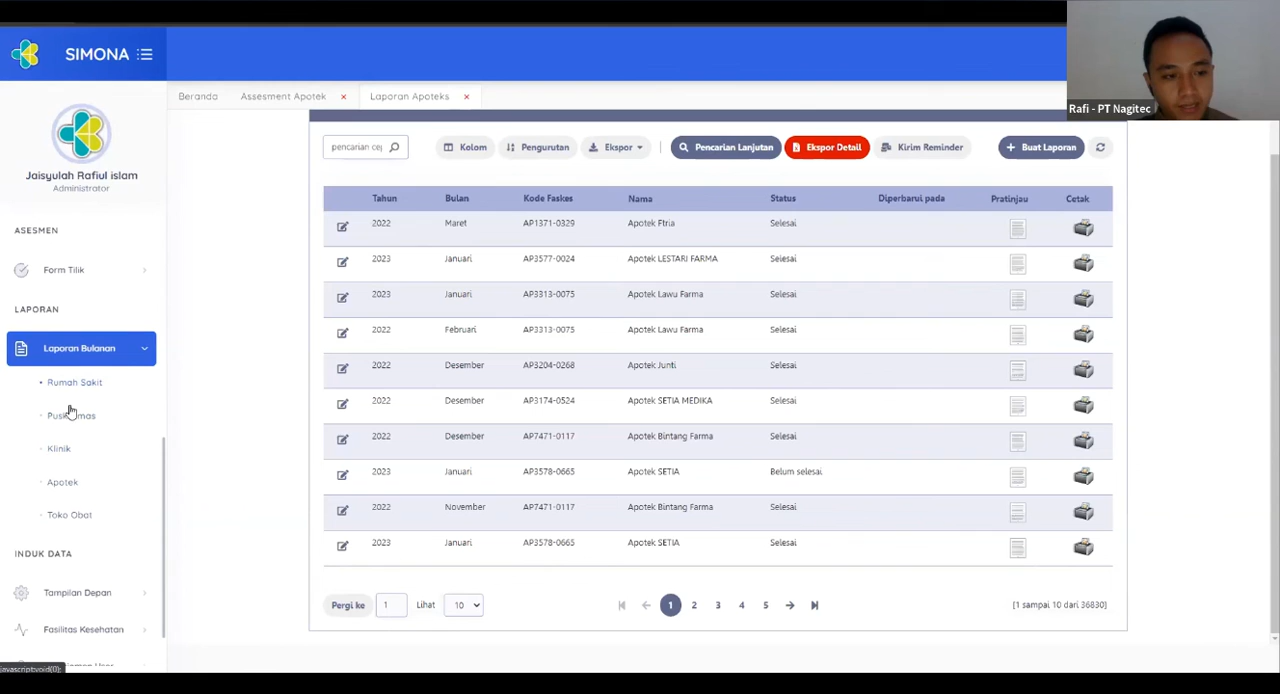 SIMONA
Rafi - PT Nagitec
Beranda
Assesment Apotek
Laporan Apoteks
Jaisyulah Rafiul islam
Administrator
ASESMEN
Form Tilik
LAPORAN
Laporan Bulanan
Rumah Sakit
Klinik
Apotek
Toko Obat
INDUK DATA
Tampilan Depan
Fasilitas Kesehatan
javascript:void(0);
pencarian cep
Kolom
Pengurutan
Ekspor
Pencarian Lanjutan
Ekspor Detail
Kirim Reminder
Buat Laporan
Tahun Bulan Kode Faskes Nama Status Diperbarui pada Pratinjau Cetak
2022 Maret AP1371-0329 Apotek Ftria Selesai
2023 Januari AP3577-0024 Apotek LESTARI FARMA Selesai
2023 Januari AP3313-0075 Apotek Lawu Farma Selesai
2022 Februari AP3313-0075 Apotek Lawu Farma Selesai
2022 Desember AP3204-0268 Apotek Junti Selesai
2022 Desember AP3174-0524 Apotek SETIA MEDIKA Selesai
2022 Desember AP7471-0117 Apotek Bintang Farma Selesai
2023 Januari AP3578-0665 Apotek SETIA Belum selesai
2022 November AP7471-0117 Apotek Bintang Farma Selesai
2023 Januari AP3578-0665 Apotek SETIA Selesai
Pergi ke 1 Lihat 10
1 2 3 4 5
[1 sampai 10 dari 36830]